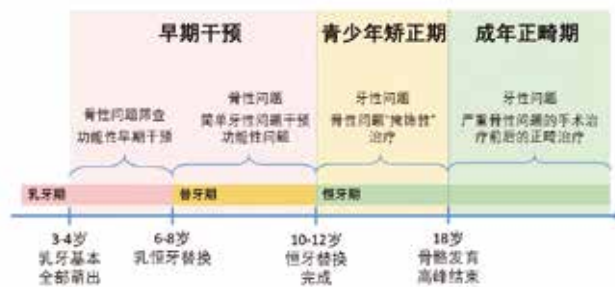 早期干预
青少年矫正期
成年正畸期
骨性问题筛查
功能性早期干预
骨性问题
简单牙性问题干预
功能性问题
牙性问题
骨性问题“掩饰性”
治疗
牙性问题
严重骨性问题的手术治
疗前后的正畸治疗
乳牙期
替牙期
恒牙期
3-4岁
乳牙基本
全部萌出
6-8岁
乳恒牙替换
10-12岁
恒牙替换
完成
18岁
骨骼发育
高峰结束